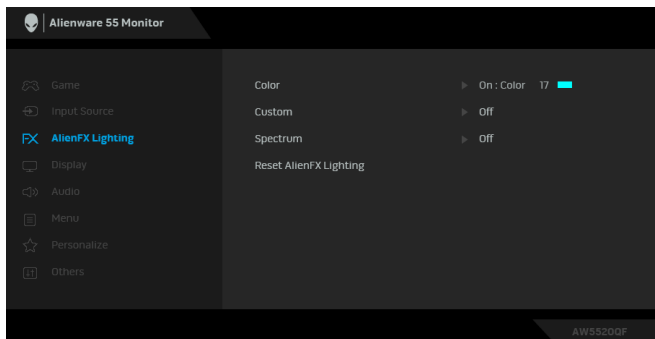 Alienware 55 Monitor
Game
Color On : Color 17
Input Source
Custom Off
FX AlienFX Lighting
Spectrum Off
Display
Reset AlienFX Lighting
Audio
Menu
Personalize
Others
AW5520QF